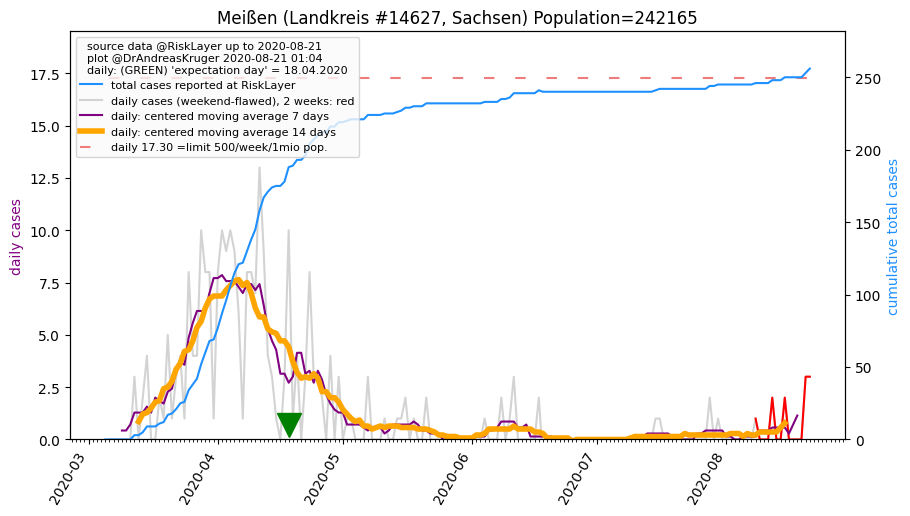 Meißen (Landkreis #14627, Sachsen) Population=242165
source data @RiskLayer up to 2020-08-21
plot @DrAndreasKruger 2020-08-21 01:04
daily: (GREEN) 'expectation day' = 18.04.2020
total cases reported at RiskLayer
daily cases (weekend-flawed), 2 weeks: red
daily: centered moving average 7 days
daily: centered moving average 14 days
daily 17.30 =limit 500/week/1mio pop.
daily cases
17.5
15.0
12.5
10.0
7.5
5.0
2.5
0.0
250
200
150
100
50
0
cumulative total cases
2020-03
2020-04
2020-05
2020-06
2020-07
2020-08